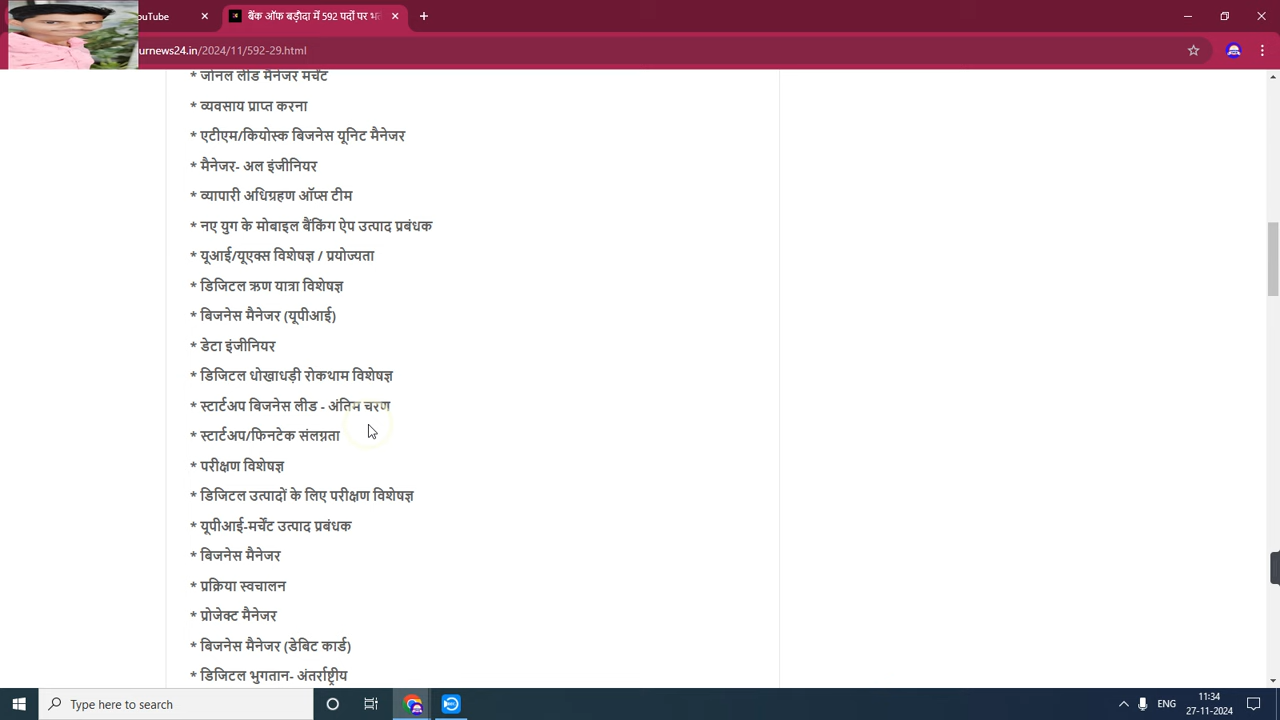 ouTube
बैंक ऑफ बड़ौदा में 592 पदों पर भर्त
urnews24.in/2024/11/592-29.html
* जोनल लीड मैनेजर मर्चेंट
* व्यवसाय प्राप्त करना
* एटीएम/कियोस्क बिजनेस यूनिट मैनेजर
* मैनेजर- अल इंजीनियर
* व्यापारी अधिग्रहण ऑप्स टीम
* नए युग के मोबाइल बैंकिंग ऐप उत्पाद प्रबंधक
* यूआई/यूएक्स विशेषज्ञ / प्रयोज्यता
* डिजिटल ऋण यात्रा विशेषज्ञ
* बिजनेस मैनेजर (यूपीआई)
* डेटा इंजीनियर
* डिजिटल धोखाधड़ी रोकथाम विशेषज्ञ
* स्टार्टअप बिजनेस लीड - अंतिम चरण
* स्टार्टअप/फिनटेक संलग्नता
* परीक्षण विशेषज्ञ
* डिजिटल उत्पादों के लिए परीक्षण विशेषज्ञ
* यूपीआई-मर्चेंट उत्पाद प्रबंधक
* बिजनेस मैनेजर
* प्रक्रिया स्वचालन
* प्रोजेक्ट मैनेजर
* बिजनेस मैनेजर (डेबिट कार्ड)
* डिजिटल भुगतान- अंतर्राष्ट्रीय
Type here to search
ENG
11:34
27-11-2024